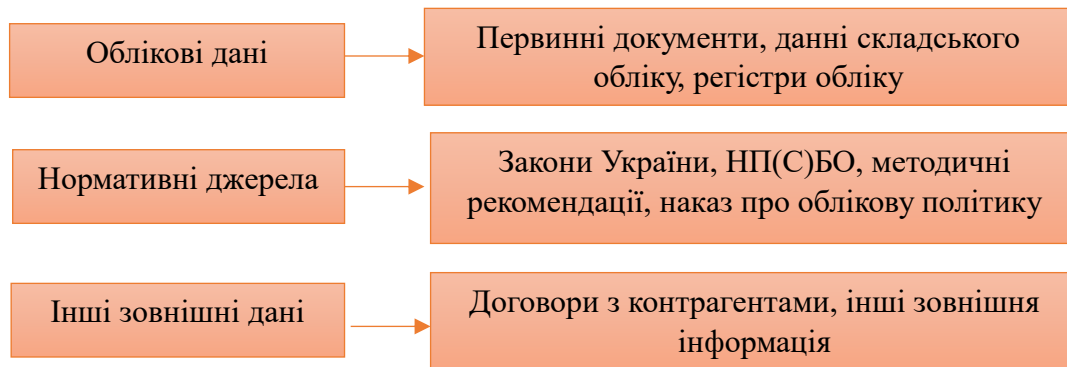 Облікові дані
Первинні документи, данні складського
обліку, регістри обліку
Нормативні джерела
Закони України, НП(С)БО, методичні
рекомендації, наказ про облікову політику
Інші зовнішні дані
Договори з контрагентами, інші зовнішня
інформація